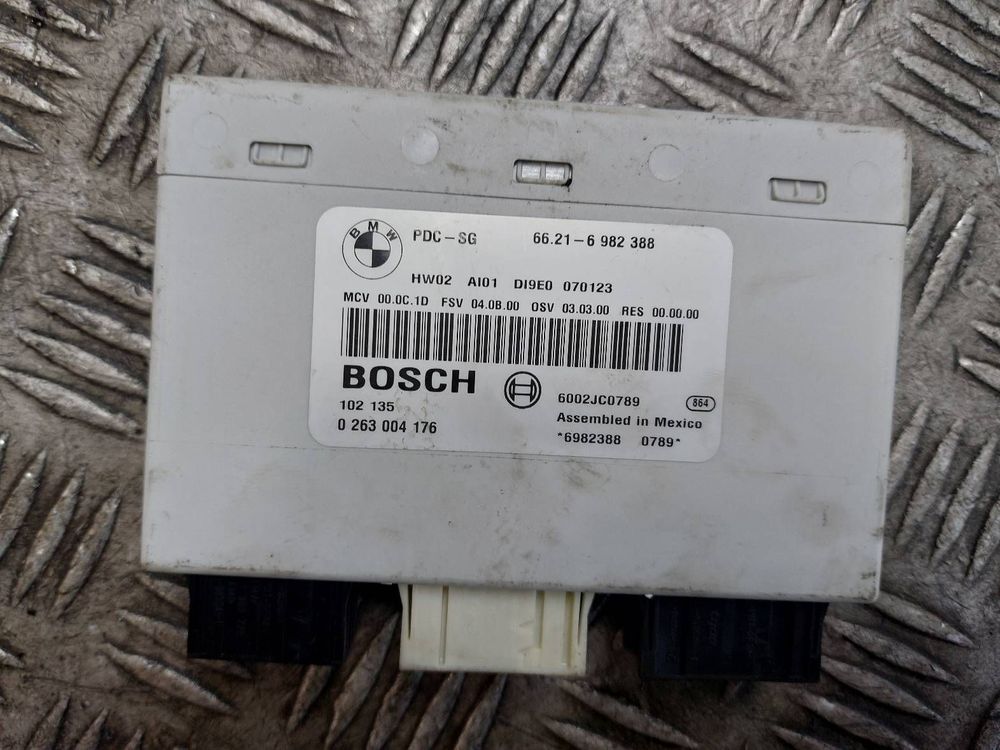 BMW
PDC-SG 66.21-6 982 388
HW02 AI01 DI9E0 070123
MCV 00.0C.1D FSV 04.0B.00 OSV 03.03.00 RES 00.00.00
BOSCH
6002JC0789 864
102 135 Assembled in Mexico
0 263 004 176 *6982388 0789*